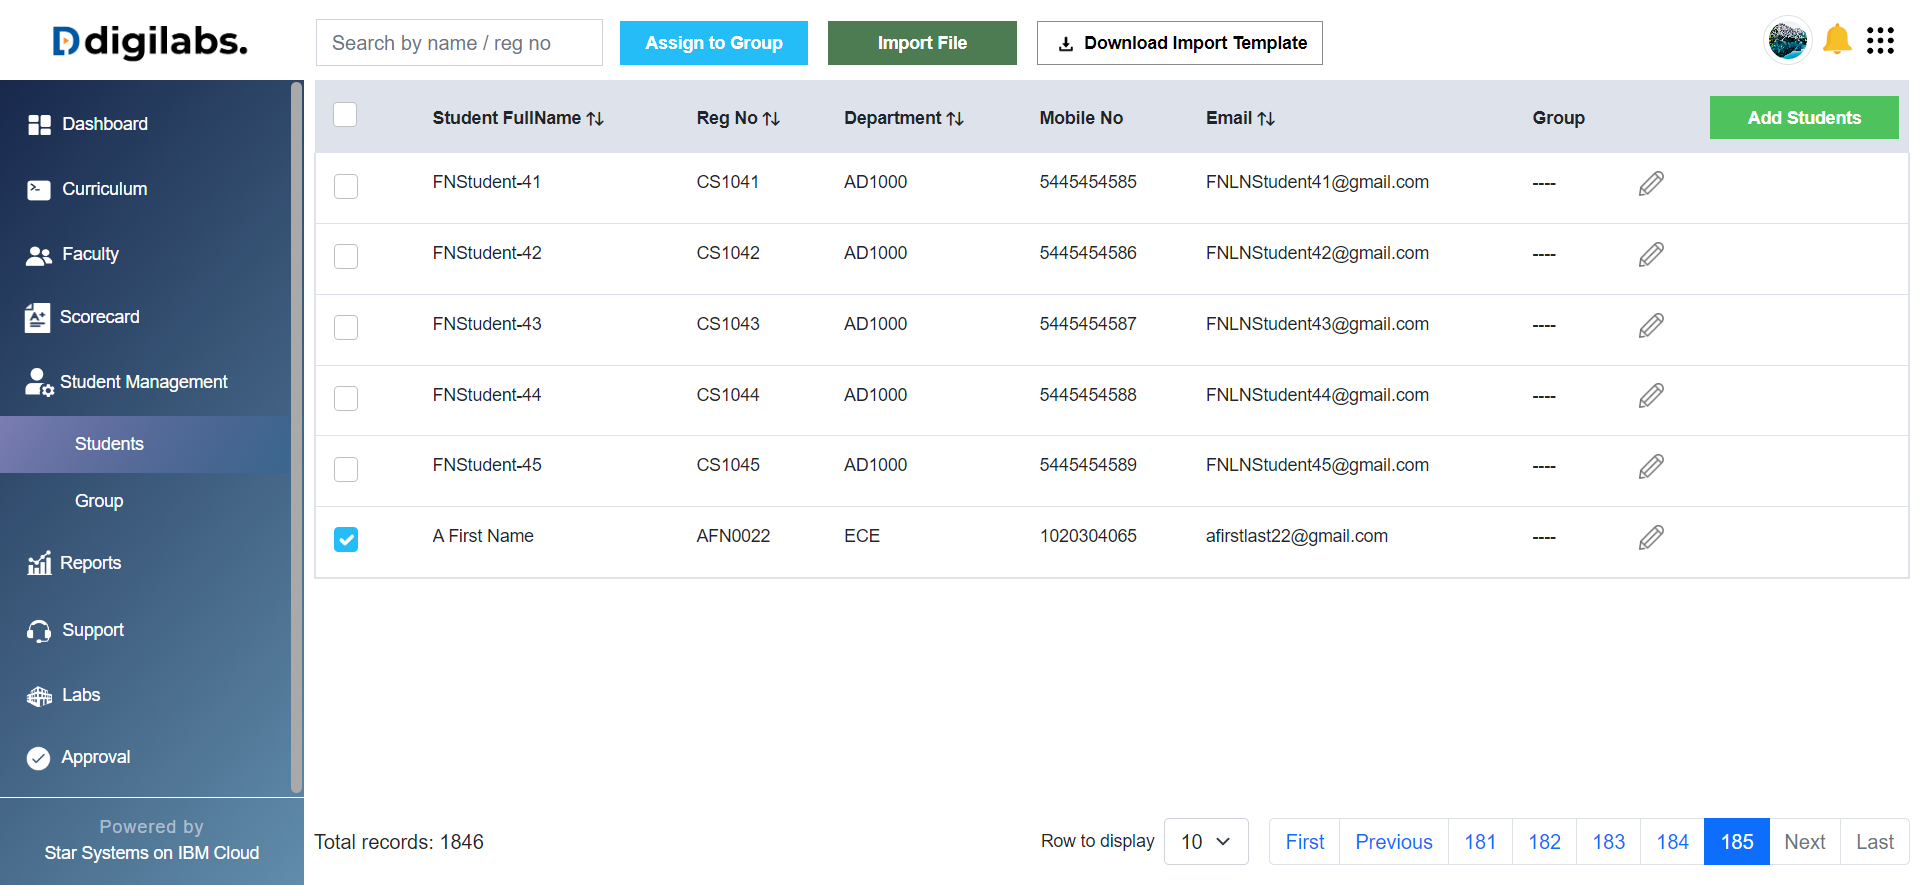 digilabs.
Search by name / reg no
Assign to Group
Import File
Download Import Template
Dashboard
Curriculum
Faculty
Scorecard
A+
Student Management
Students
Group
Reports
Support
Labs
Approval
Powered by
Star Systems on IBM Cloud
Student FullName Reg No Department Mobile No Email Group Add Students
FNStudent-41 CS1041 AD1000 5445454585 FNLNStudent41@gmail.com ----
FNStudent-42 CS1042 AD1000 5445454586 FNLNStudent42@gmail.com ----
FNStudent-43 CS1043 AD1000 5445454587 FNLNStudent43@gmail.com ----
FNStudent-44 CS1044 AD1000 5445454588 FNLNStudent44@gmail.com ----
FNStudent-45 CS1045 AD1000 5445454589 FNLNStudent45@gmail.com ----
A First Name AFN0022 ECE 1020304065 afirstlast22@gmail.com ----
Total records: 1846
Row to display 10 First Previous 181 182 183 184 185 Next Last